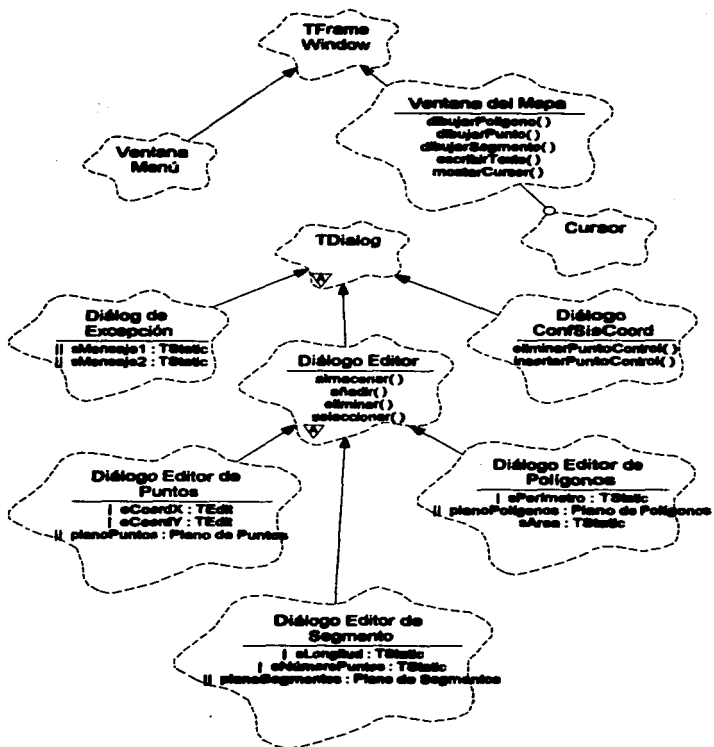 TFrame
Window
Ventana del Mapa
dibujarPoligono( )
dibujarPunto( )
dibujarSegmento( )
escribirTexto( )
mostarCursor( )
Ventana
Menú
Cursor
TDialog
A
Diálog de
Excepción
|| sMensaje1 : TStatic
|| sMensaje2 : TStatic
Diálogo
ConfSisCoord
eliminarPuntoControl( )
insertarPuntoControl( )
Diálogo Editor
almacenar( )
añadir( )
eliminar( )
seleccionar( )
A
Diálogo Editor de
Puntos
| eCoordX : TEdit
| eCoordY : TEdit
|| planoPuntos : Plano de Puntos
Diálogo Editor de
Polígonos
| sPerímetro : TStatic
|| planoPolígonos : Plano de Polígonos
sArea : TStatic
Diálogo Editor de
Segmento
| sLongitud : TStatic
| sNúmeroPuntos : TStatic
|| planoSegmentos : Plano de Segmentos